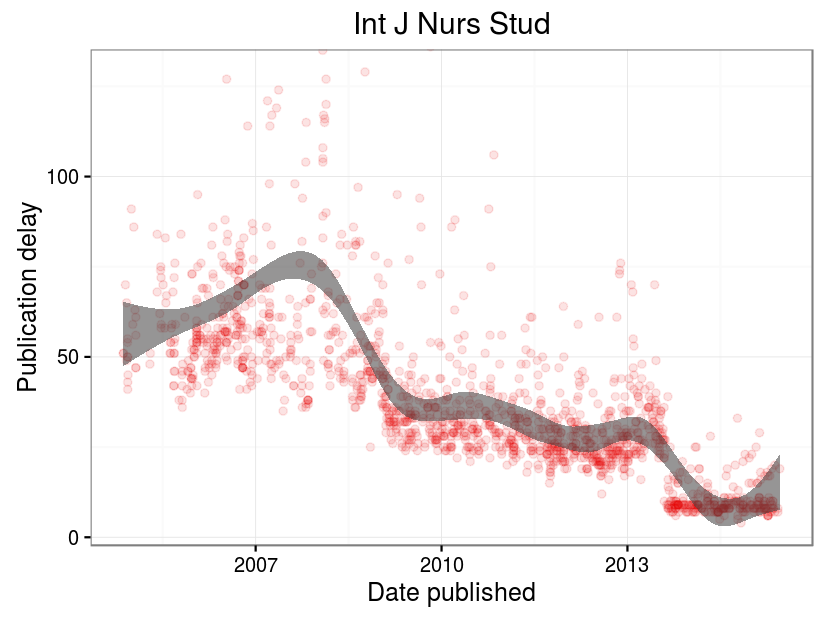 Int J Nurs Stud
Publication delay
100
50
0
2007
2010
2013
Date published